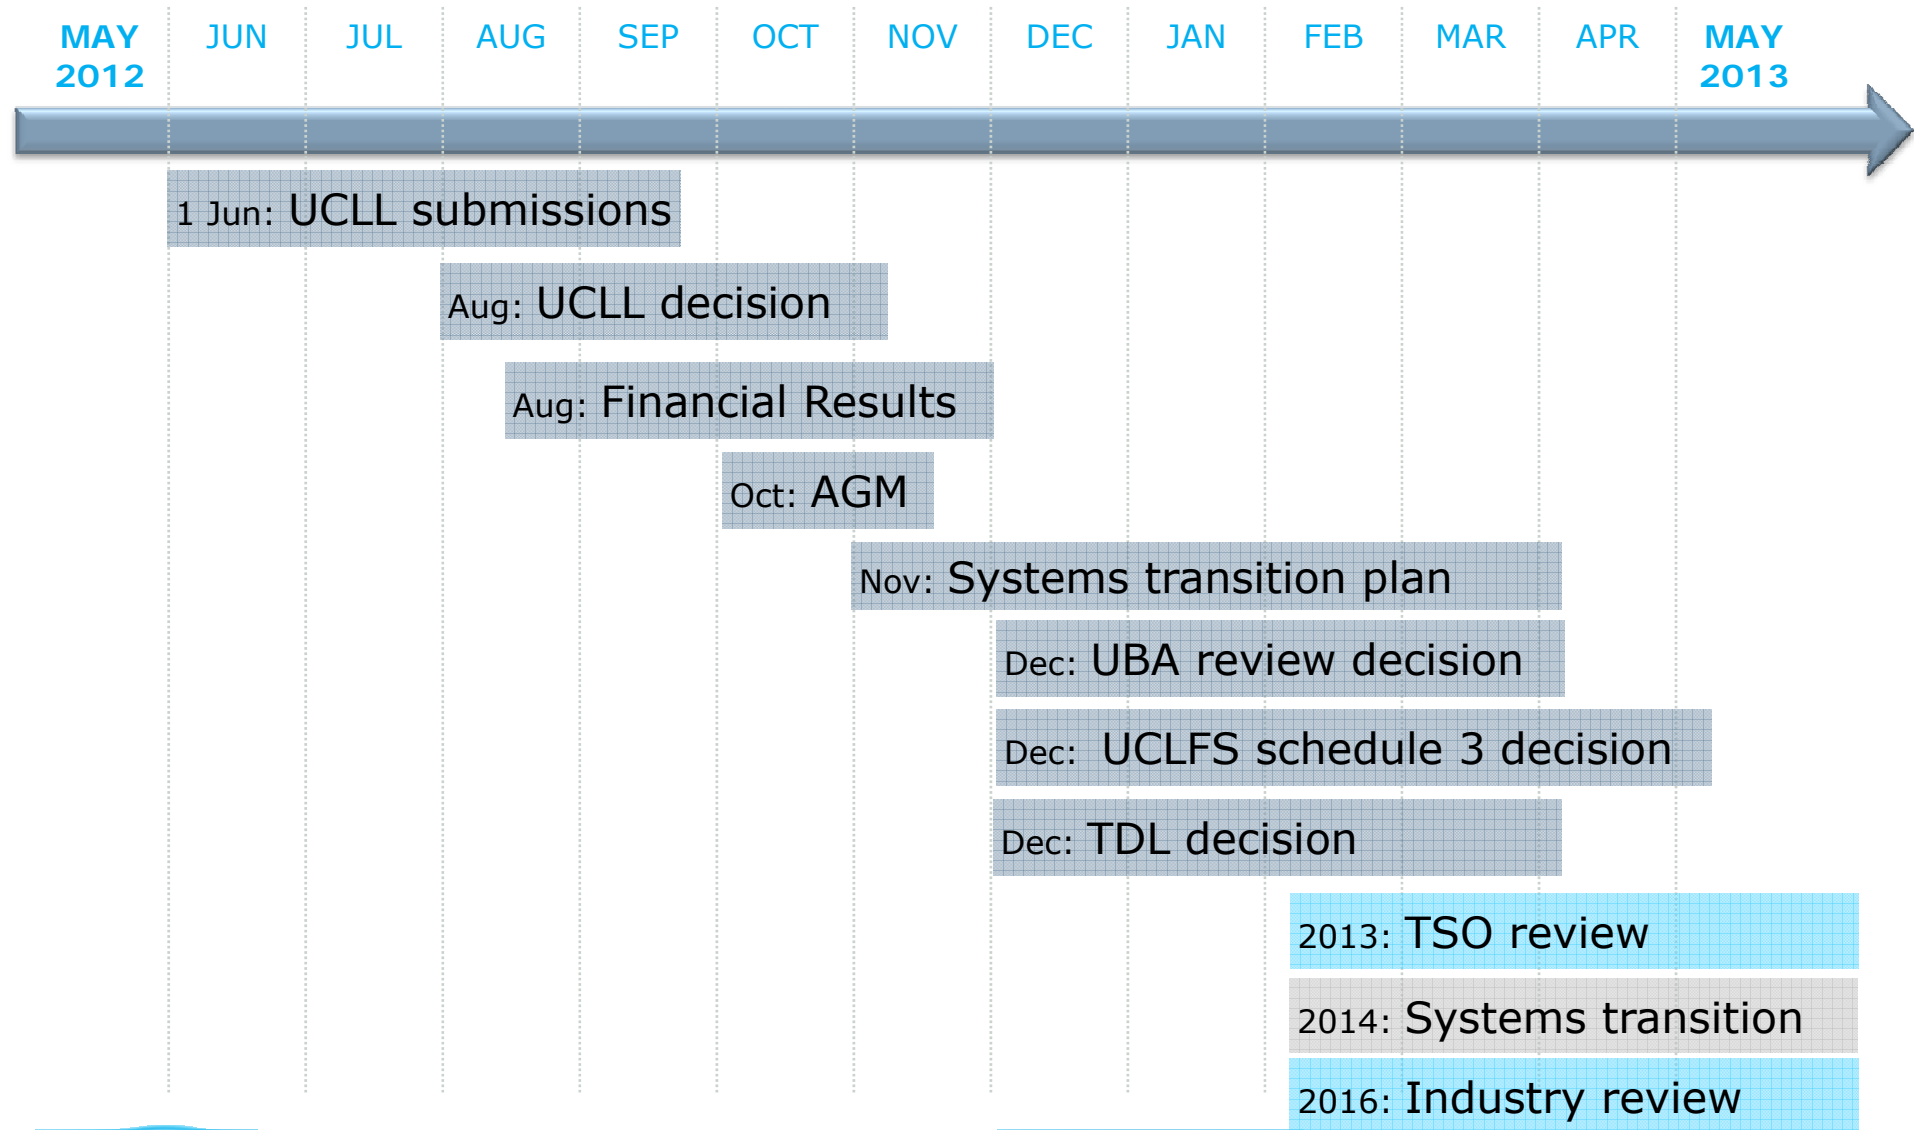 MAY JUN JUL AUG SEP OCT NOV DEC JAN FEB MAR APR MAY
2012 2013
1 Jun: UCLL submissions
Aug: UCLL decision
Aug: Financial Results
Oct: AGM
Nov: Systems transition plan
Dec: UBA review decision
Dec: UCLFS schedule 3 decision
Dec: TDL decision
2013: TSO review
2014: Systems transition
2016: Industry review